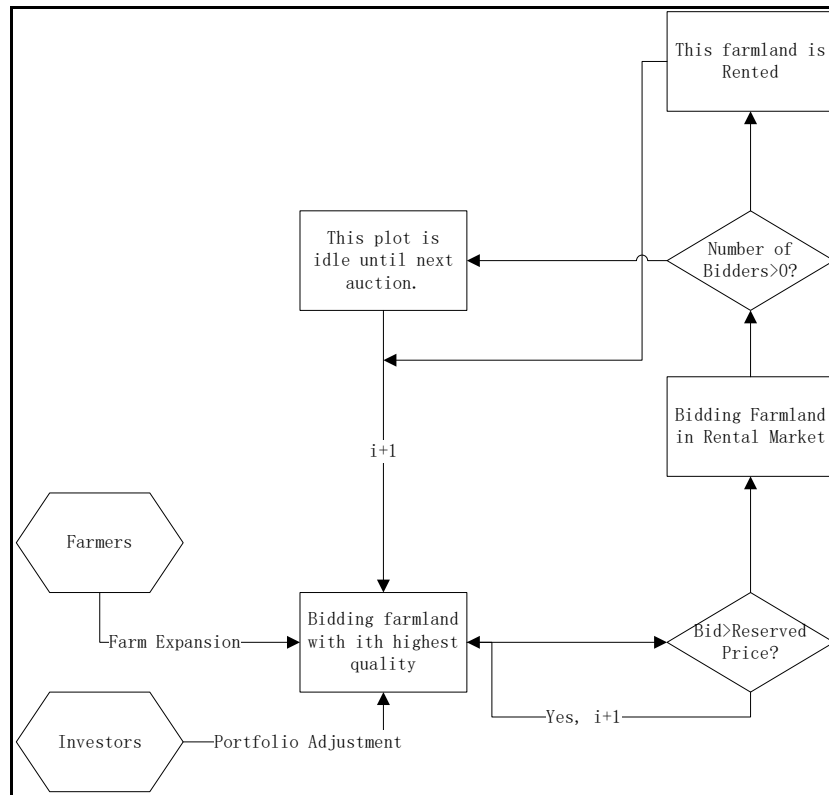 This farmland is
Rented
This plot is
idle until next
auction.
Number of
Bidders>0?
Bidding Farmland
in Rental Market
i+1
Farmers
Farm Expansion
Bidding farmland
with ith highest
quality
Bid>Reserved
Price?
Yes, i+1
Investors
Portfolio Adjustment